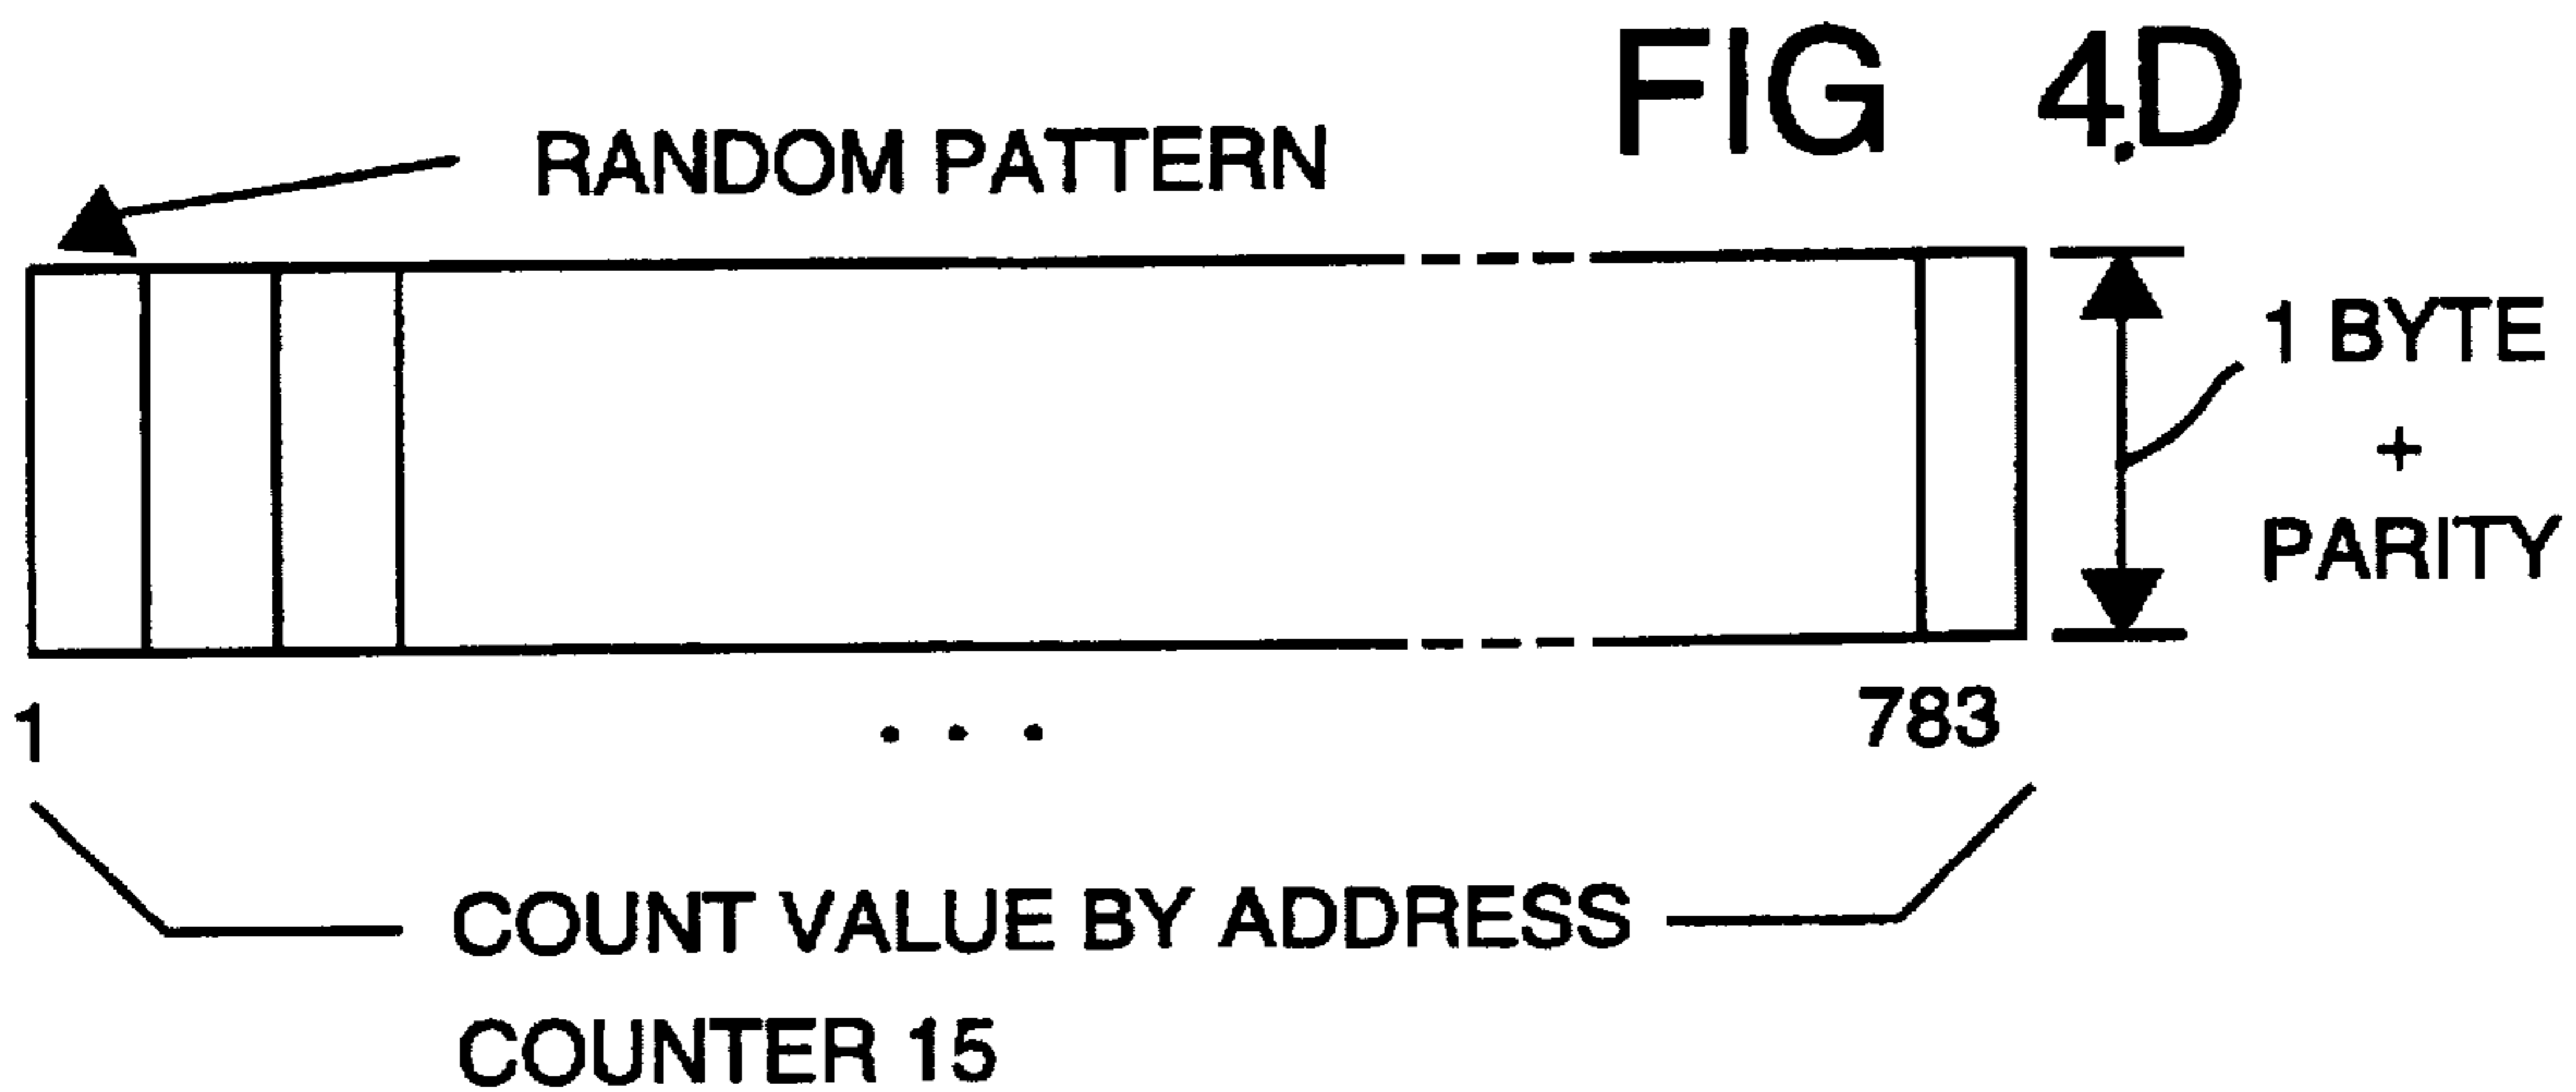 FIG 4D
RANDOM PATTERN
1 BYTE
+
PARITY
1
. . .
783
COUNT VALUE BY ADDRESS
COUNTER 15